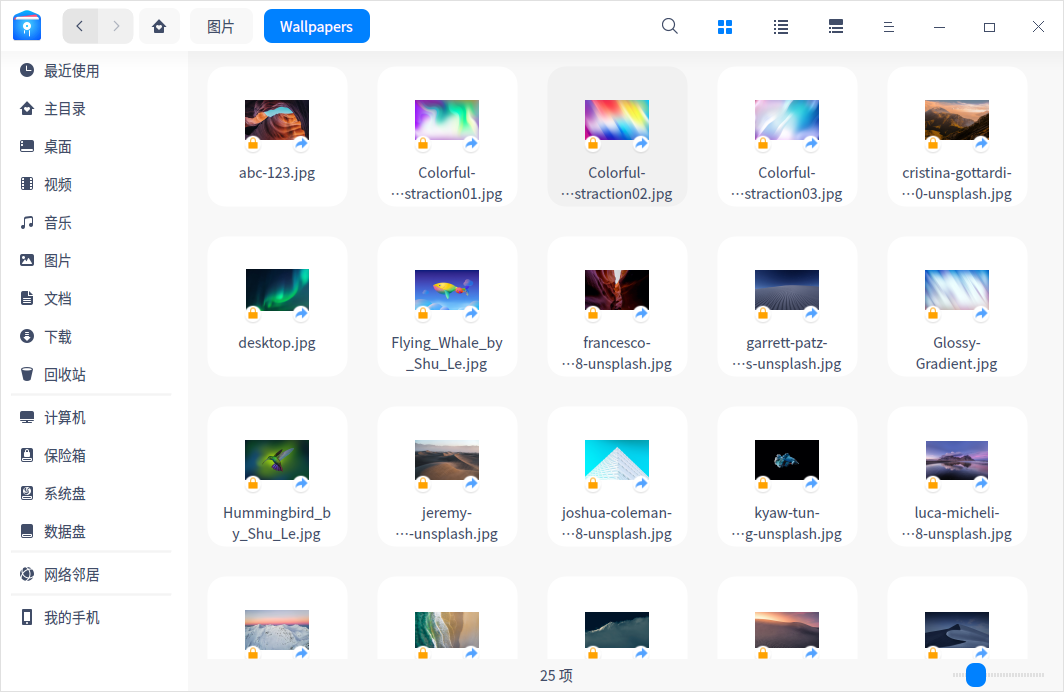 图片
Wallpapers
最近使用
主目录
桌面
视频
音乐
图片
文档
下载
回收站
计算机
保险箱
系统盘
数据盘
网络邻居
我的手机
abc-123.jpg
Colorful-
⋯straction01.jpg
Colorful-
⋯straction02.jpg
Colorful-
⋯straction03.jpg
cristina-gottardi-
⋯0-unsplash.jpg
desktop.jpg
Flying_Whale_by
_Shu_Le.jpg
francesco-
⋯8-unsplash.jpg
garrett-patz-
⋯s-unsplash.jpg
Glossy-
Gradient.jpg
Hummingbird_b
y_Shu_Le.jpg
jeremy-
⋯-unsplash.jpg
joshua-coleman-
⋯8-unsplash.jpg
kyaw-tun-
⋯g-unsplash.jpg
luca-micheli-
⋯8-unsplash.jpg
25 项